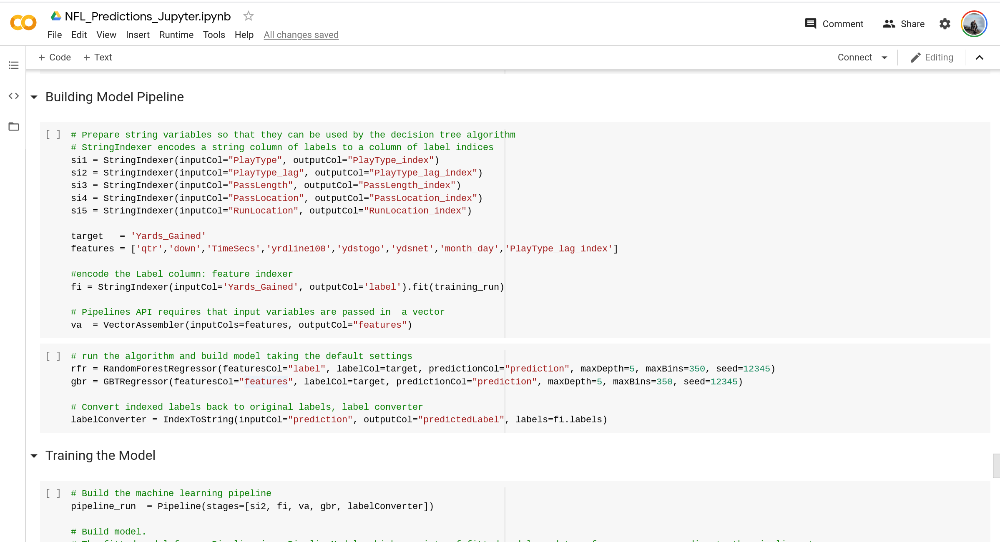 NFL_Predictions_Jupyter.ipynb
File Edit View Insert Runtime Tools Help All changes saved
Comment Share
+ Code + Text
Connect Editing
Building Model Pipeline
[ ] # Prepare string variables so that they can be used by the decision tree algorithm
# StringIndexer encodes a string column of labels to a column of label indices
si1 = StringIndexer(inputCol="PlayType", outputCol="PlayType_index")
si2 = StringIndexer(inputCol="PlayType_lag", outputCol="PlayType_lag_index")
si3 = StringIndexer(inputCol="PassLength", outputCol="PassLength_index")
si4 = StringIndexer(inputCol="PassLocation", outputCol="PassLocation_index")
si5 = StringIndexer(inputCol="RunLocation", outputCol="RunLocation_index")
target   = 'Yards_Gained'
features = ['qtr','down','TimeSecs','yrdline100','ydstogo','ydsnet','month_day','PlayType_lag_index']
#encode the Label column: feature indexer
fi = StringIndexer(inputCol='Yards_Gained', outputCol='label').fit(training_run)
# Pipelines API requires that input variables are passed in  a vector
va  = VectorAssembler(inputCols=features, outputCol="features")
[ ] # run the algorithm and build model taking the default settings
rfr = RandomForestRegressor(featuresCol="label", labelCol=target, predictionCol="prediction", maxDepth=5, maxBins=350, seed=12345)
gbr = GBTRegressor(featuresCol="features", labelCol=target, predictionCol="prediction", maxDepth=5, maxBins=350, seed=12345)
# Convert indexed labels back to original labels, label converter
labelConverter = IndexToString(inputCol="prediction", outputCol="predictedLabel", labels=fi.labels)
Training the Model
[ ] # Build the machine learning pipeline
pipeline_run  = Pipeline(stages=[si2, fi, va, gbr, labelConverter])
# Build model.